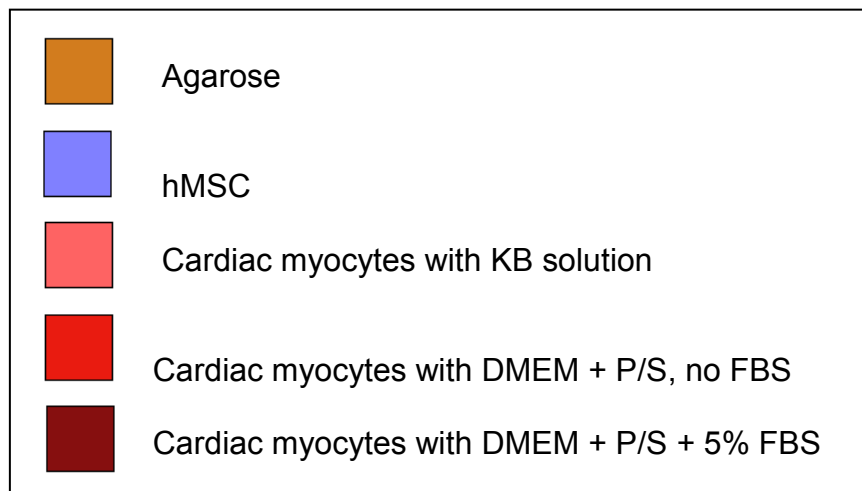 Agarose
hMSC
Cardiac myocytes with KB solution
Cardiac myocytes with DMEM + P/S, no FBS
Cardiac myocytes with DMEM + P/S + 5% FBS